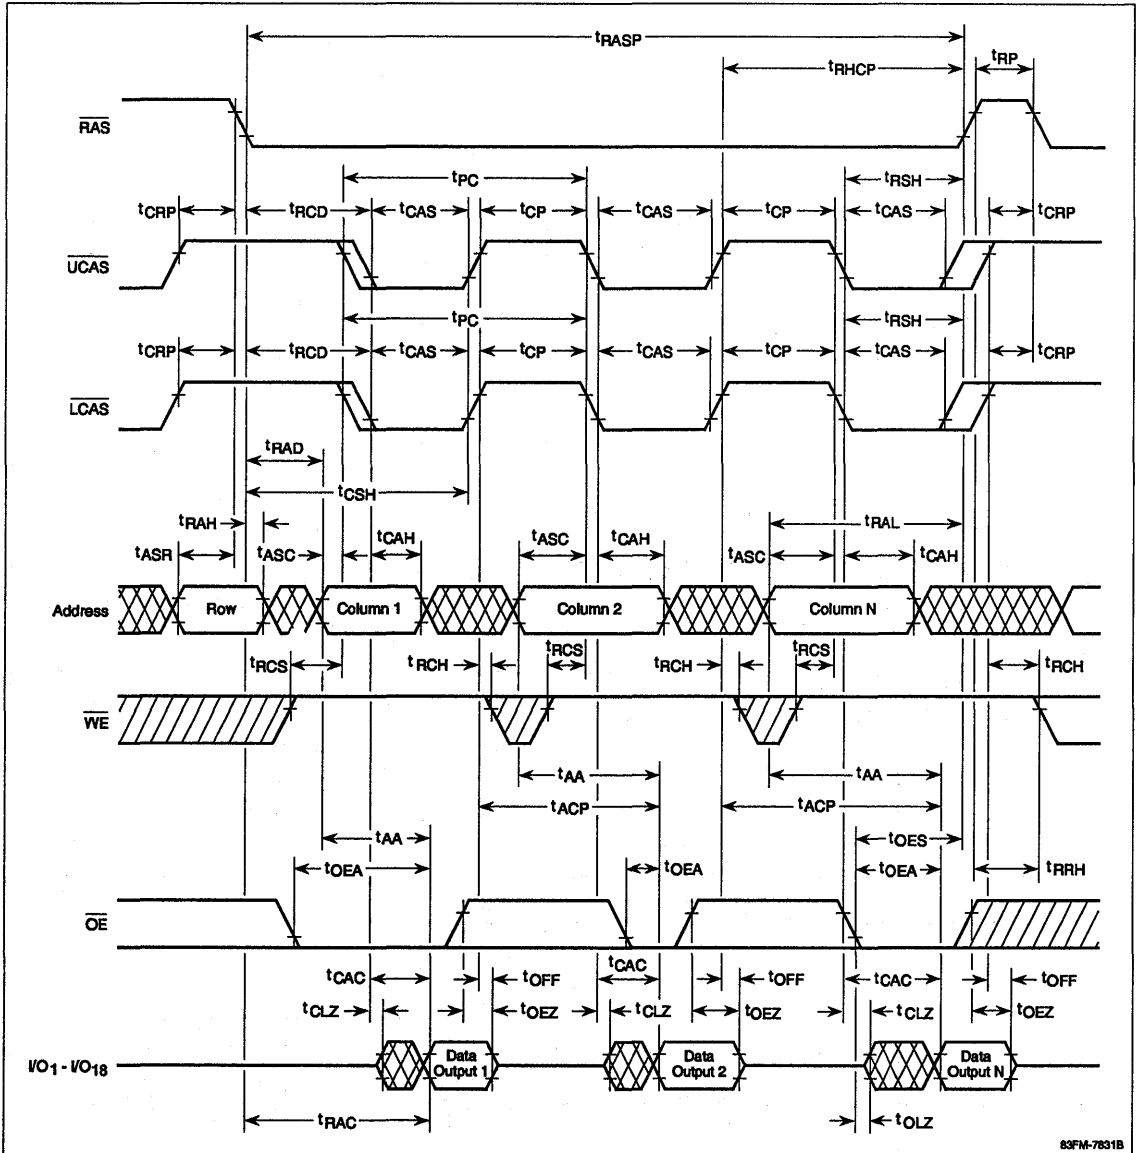 tRASP
tRHCP
tRP
RAS
tPC
tRSH
tCRP
tRCD
tCAS
tCP
tCAS
tCP
tCAS
tCRP
UCAS
tPC
tRSH
tCRP
tRCD
tCAS
tCP
tCAS
tCP
tCAS
tCRP
LCAS
tRAD
tCSH
tRAH
tRAL
tASR
tASC
tCAH
tASC
tCAH
tASC
tCAH
Address
Row
Column 1
Column 2
Column N
tRCS
tRCH
tRCS
tRCH
tRCS
tRCH
WE
tAA
tAA
tACP
tACP
tAA
tOES
tOEA
tOEA
tOEA
tRRH
OE
tCAC
tOFF
tCAC
tOFF
tCAC
tOFF
tCLZ
tOEZ
tCLZ
tOEZ
tCLZ
tOEZ
I/O1 - I/O18
Data
Output 1
Data
Output 2
Data
Output N
tRAC
tOLZ
83FM-7831B